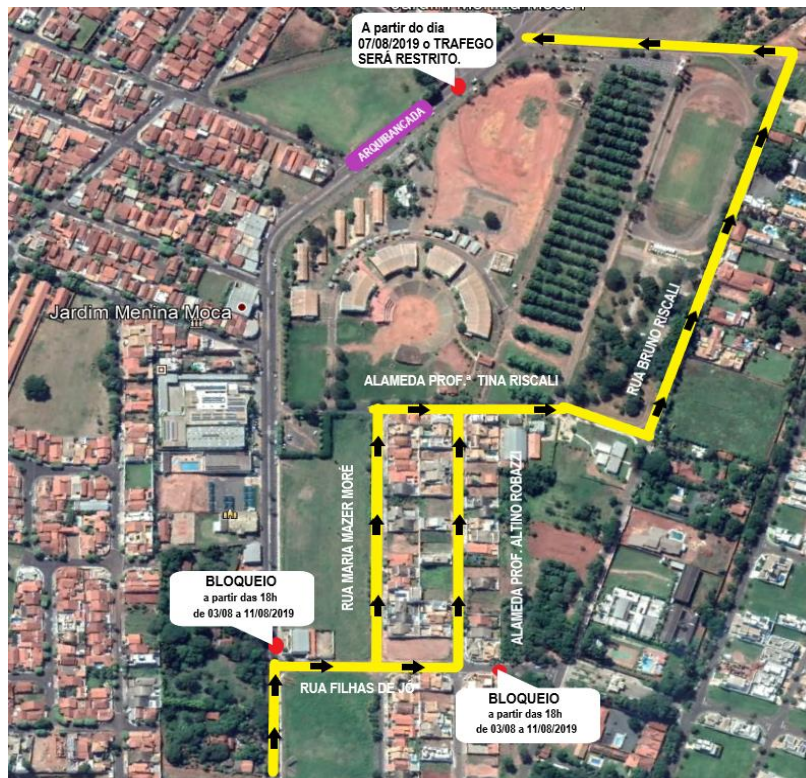 A partir do dia
07/08/2019 o TRAFEGO
SERÁ RESTRITO.
ARQUIBANCADA
Jardim Menina Moca
RUA BRUNO RISCALI
ALAMEDA PROF.ª TINA RISCALI
RUA MARIA MAZER MORÉ
ALAMEDA PROF. ALTINO ROBAZZI
BLOQUEIO
a partir das 18h
de 03/08 a 11/08/2019
RUA FILHAS DE JÓ
BLOQUEIO
a partir das 18h
de 03/08 a 11/08/2019